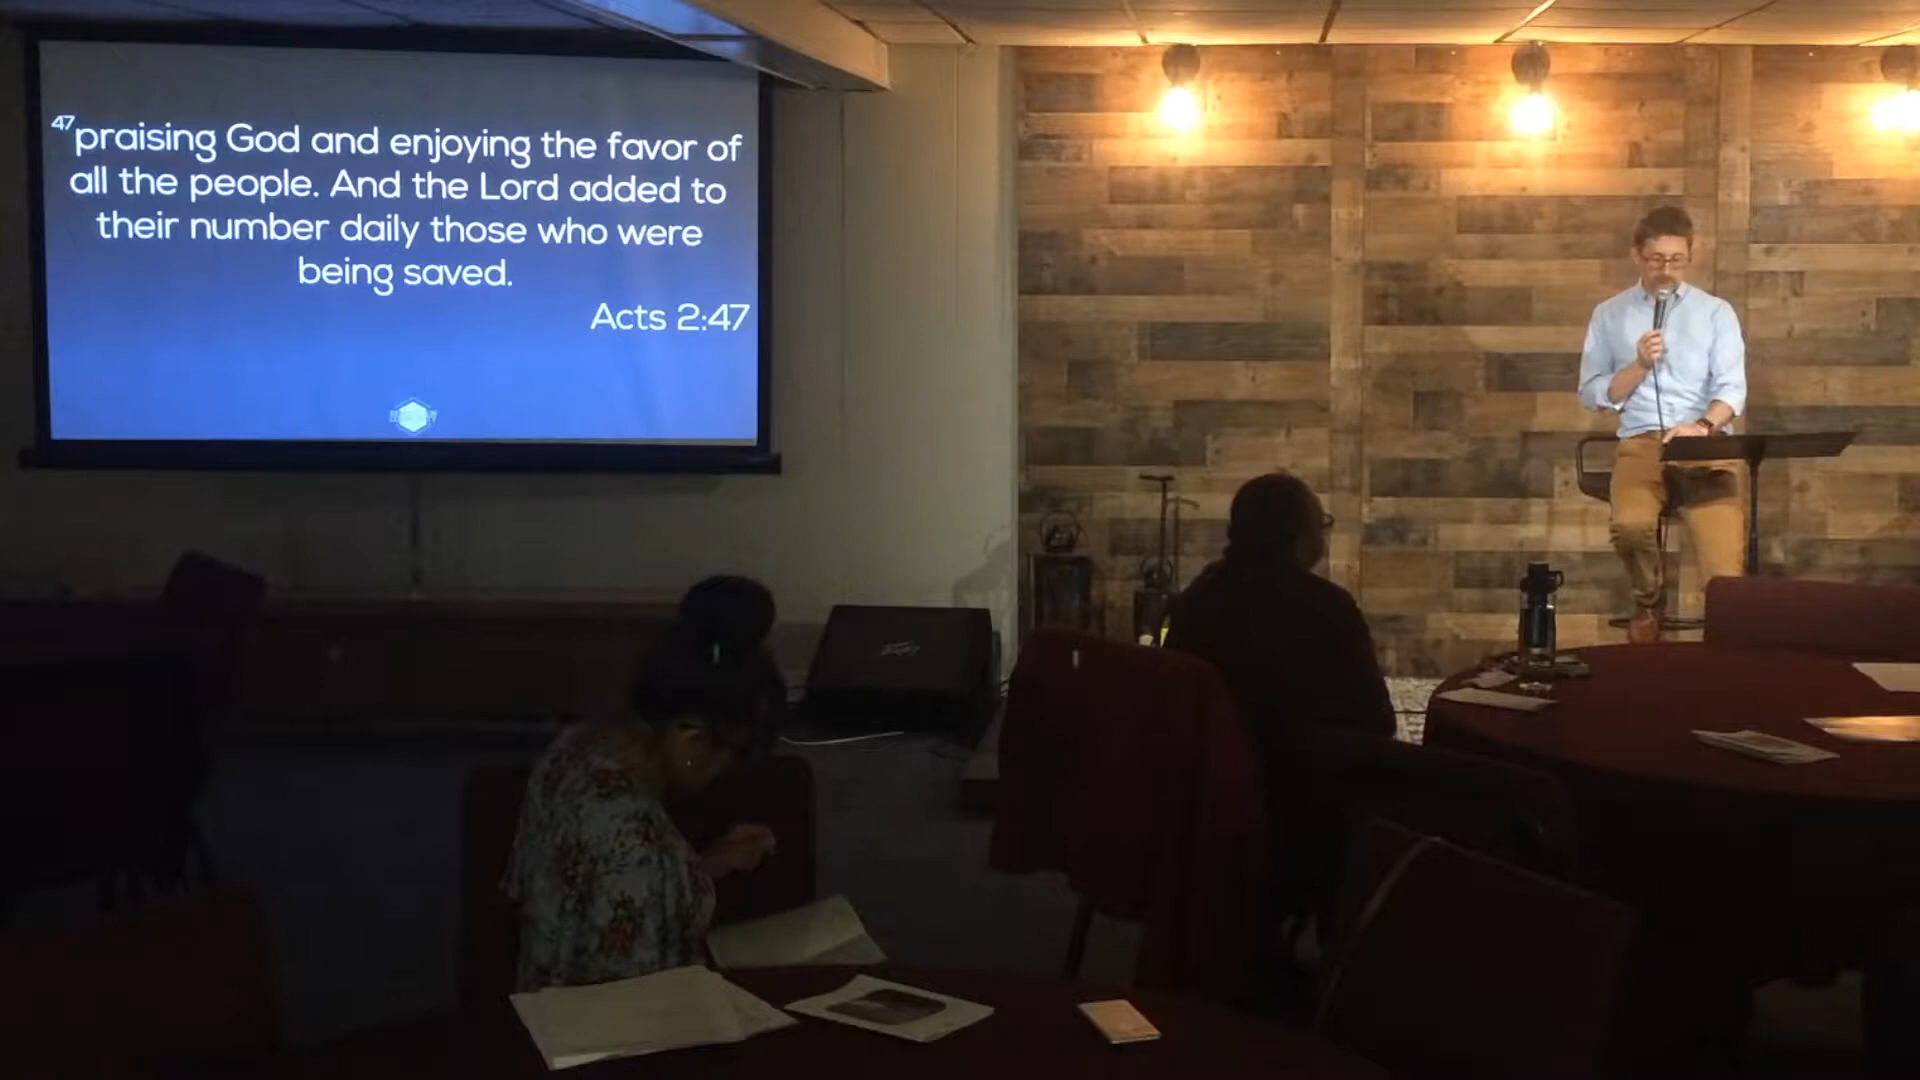 47praising God and enjoying the favor of
all the people. And the Lord added to
their number daily those who were
being saved.
Acts 2:47